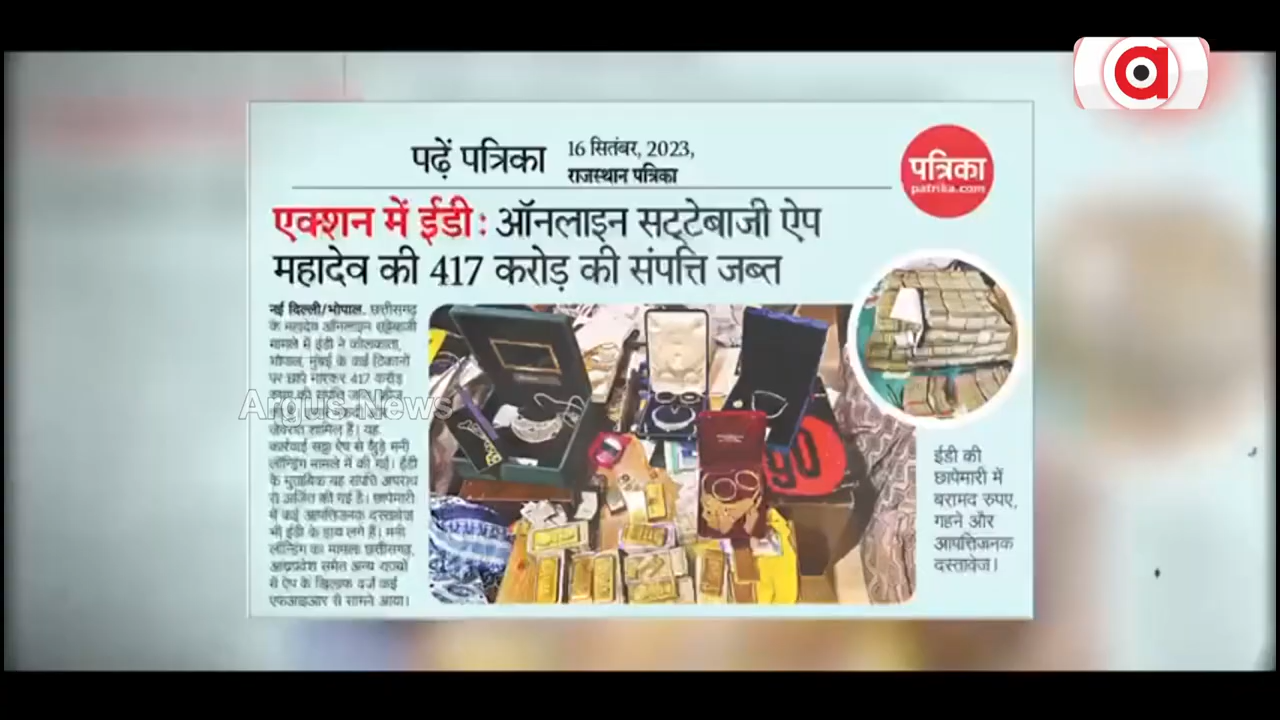 पढ़ें पत्रिका
16 सितंबर, 2023,
राजस्थान पत्रिका
पत्रिका
patrika.com
एक्शन में ईडी : ऑनलाइन सट्टेबाजी ऐप
महादेव की 417 करोड़ की संपत्ति जब्त
नई दिल्ली/भोपाल. छत्तीसगढ़
के महादेव ऑनलाइन सट्टेबाजी
मामले में ईडी ने कोलकाता,
भोपाल, मुंबई के कई ठिकानों
पर छापे मारकर 417 करोड़
जेवरात शामिल हैं। यह
कार्रवाई सट्टा ऐप से जुड़े मनी
लॉन्ड्रिंग मामले में की गई। ईडी
के मुताबिक यह संपत्ति अपराध
से अर्जित की गई है। छापेमारी
में कई आपत्तिजनक दस्तावेज
भी ईडी के हाथ लगे हैं। मनी
लॉन्ड्रिंग का मामला छत्तीसगढ़,
आंध्रप्रदेश समेत अन्य राज्यों
में ऐप के खिलाफ दर्ज कई
एफआइआर से सामने आया।
Argus News
90
ईडी की
छापेमारी में
बरामद रुपए,
गहने और
आपत्तिजनक
दस्तावेज।